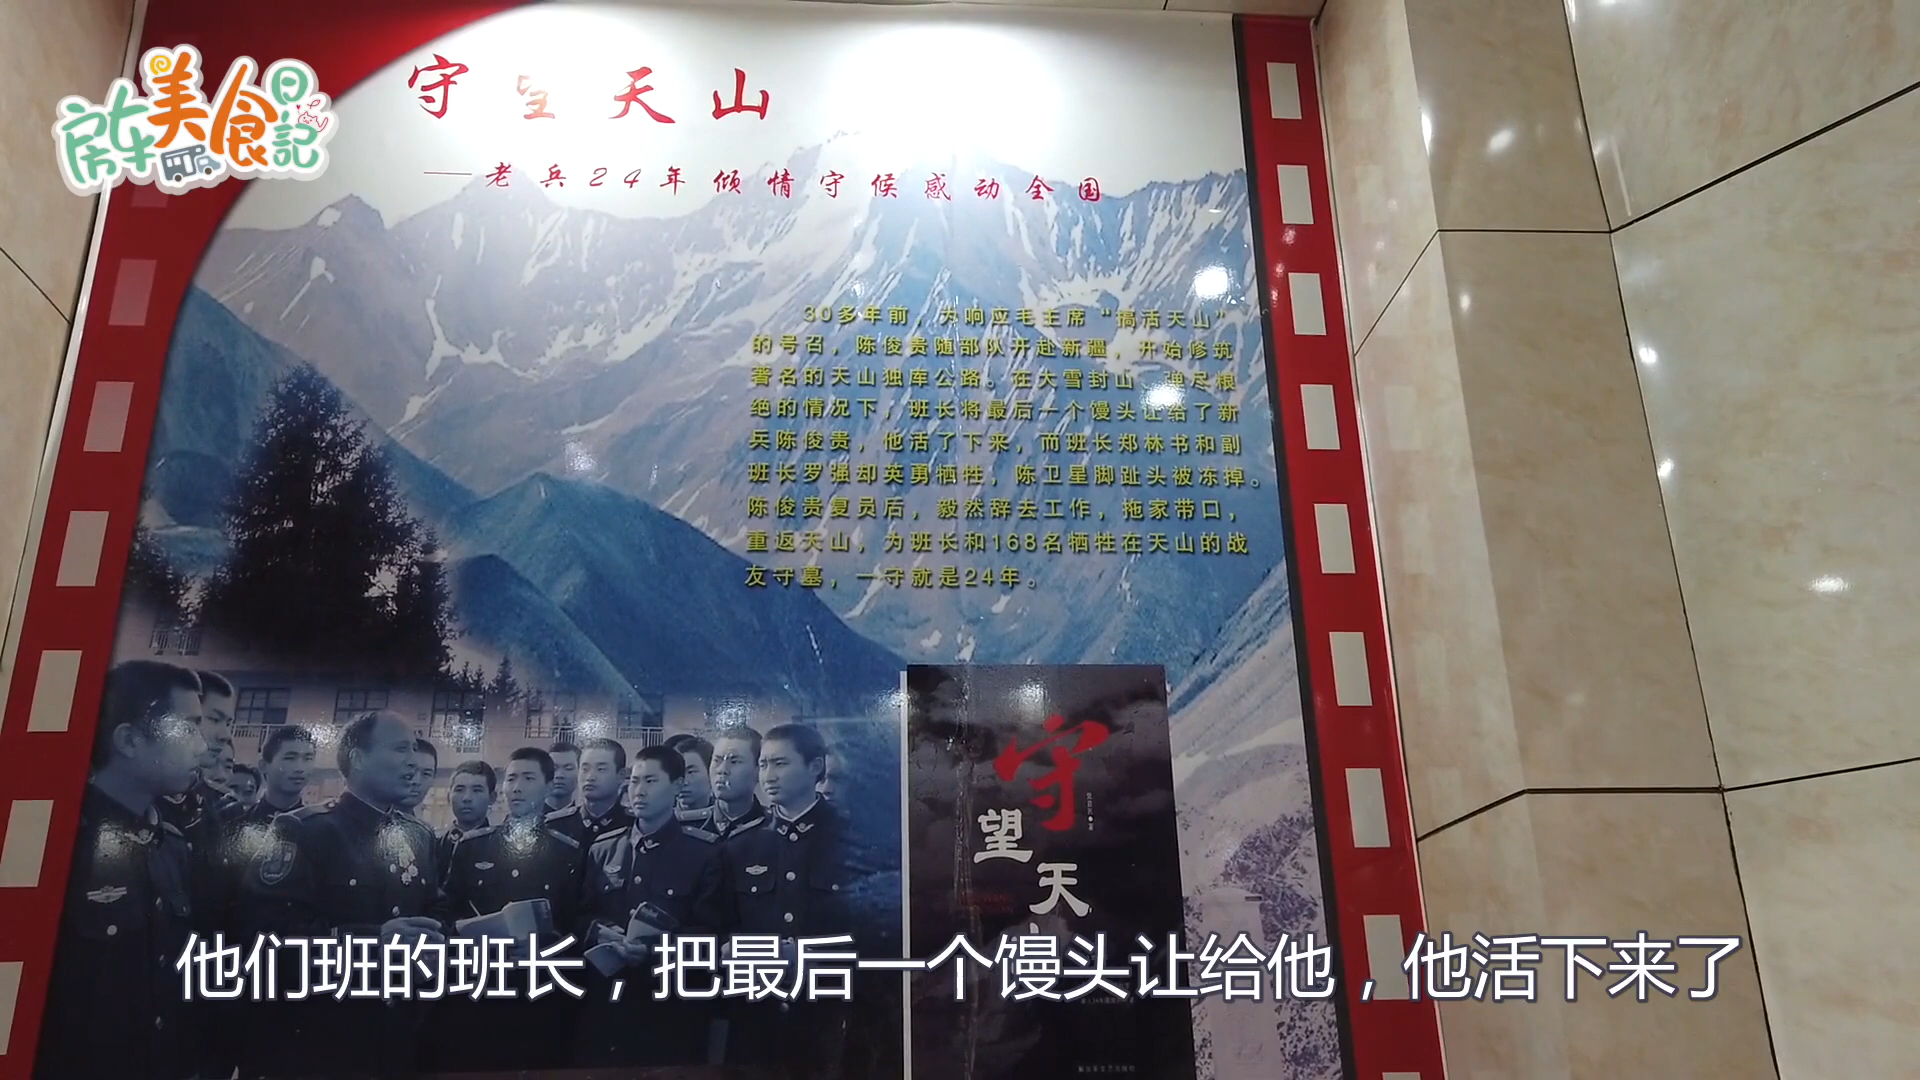 房车美食日記
守望天山
——老兵24年倾情守候感动全国
30多年前，为响应毛主席“搞活天山”
的号召，陈俊贵随部队开赴新疆，开始修筑
著名的天山独库公路。在大雪封山、弹尽粮
绝的情况下，班长将最后一个馒头让给了新
兵陈俊贵，他活了下来，而班长郑林书和副
班长罗强却英勇牺牲，陈卫星脚趾头被冻掉。
陈俊贵复员后，毅然辞去工作，拖家带口，
重返天山，为班长和168名牺牲在天山的战
友守墓，一守就是24年。
守
望
天
他们班的班长，把最后一个馒头让给他，他活下来了